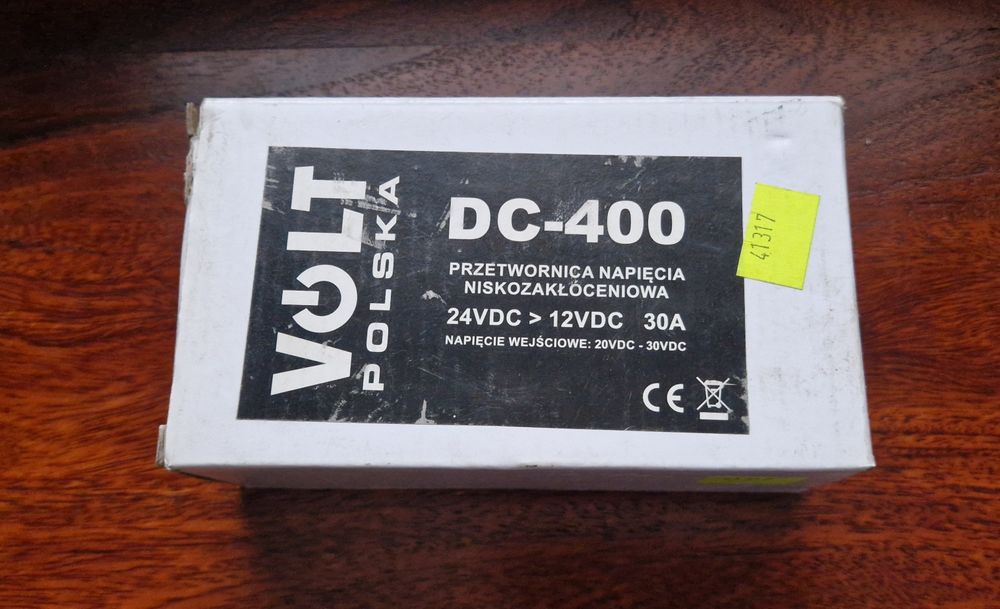 VOLT
POLSKA
DC-400
PRZETWORNICA NAPIĘCIA
NISKOZAKŁÓCENIOWA
24VDC > 12VDC 30A
NAPIĘCIE WEJŚCIOWE: 20VDC - 30VDC
CE
41317